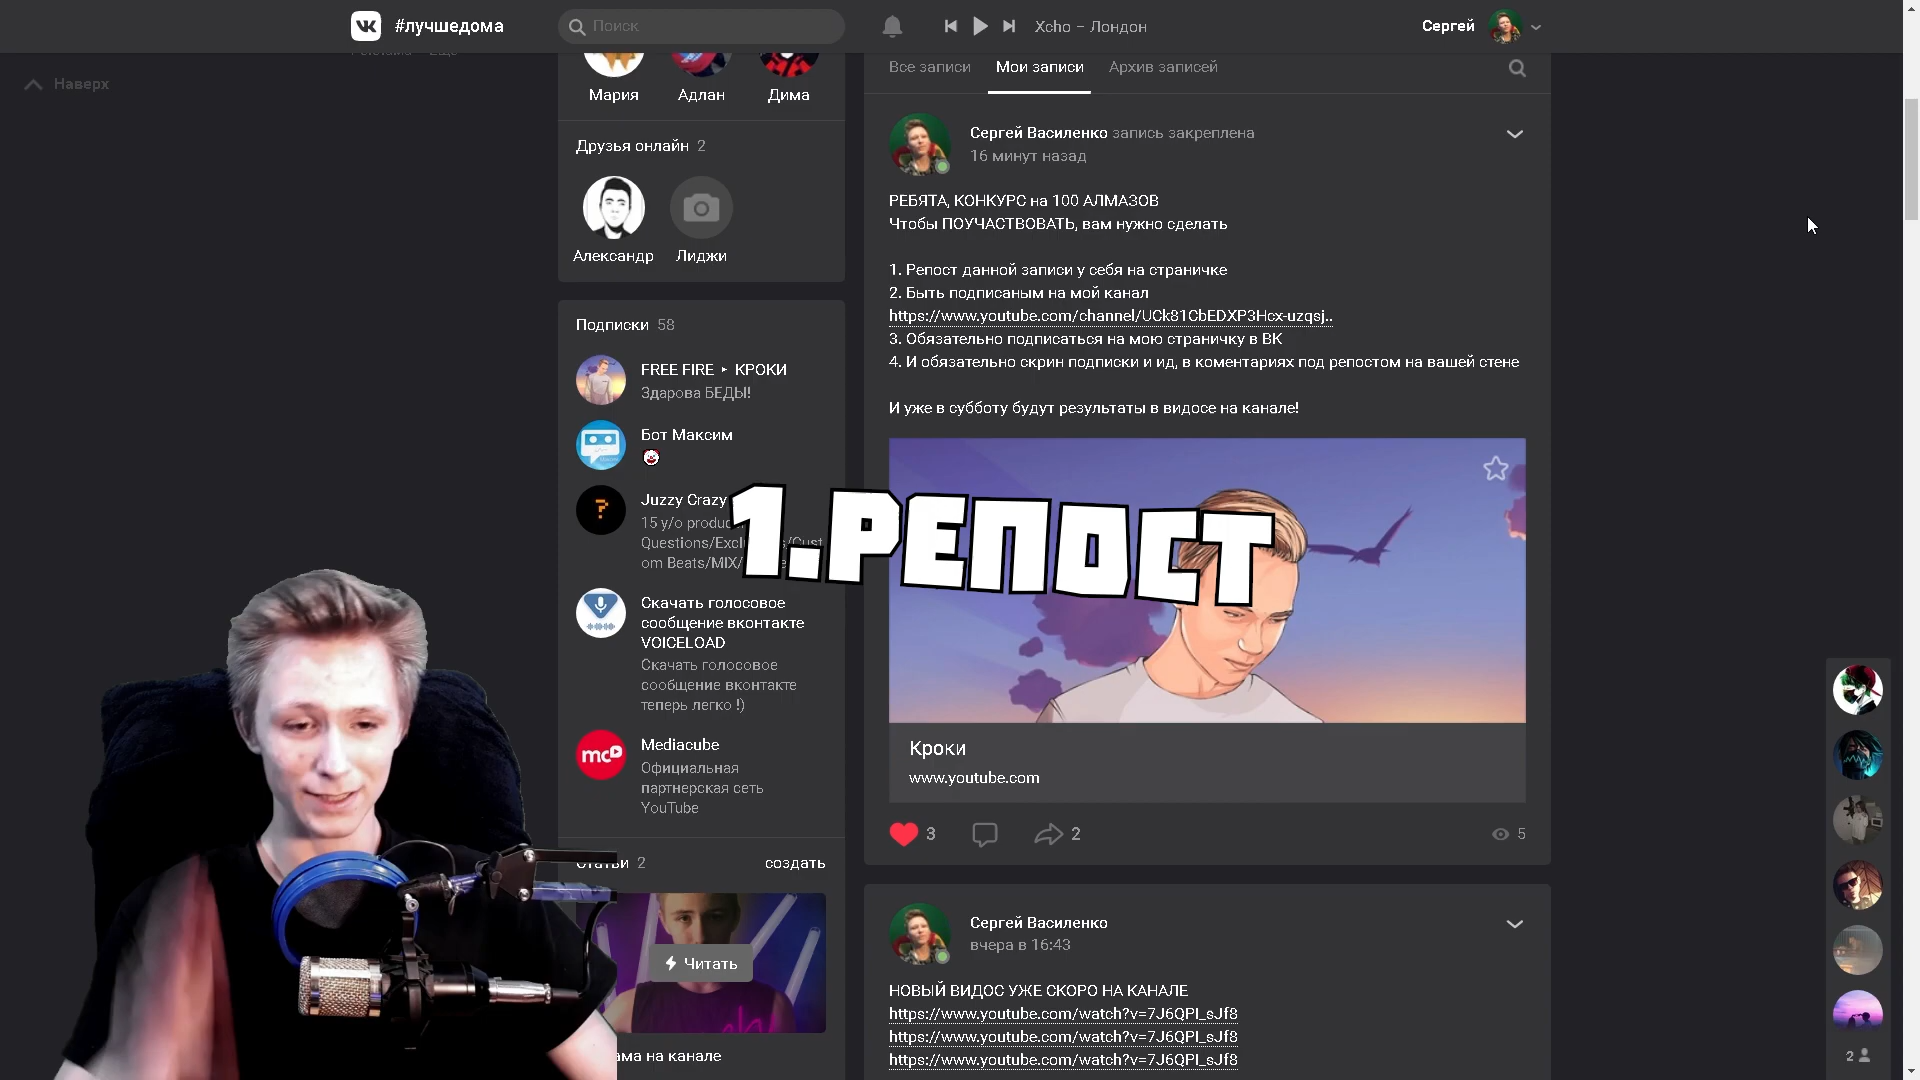 #лучшедома
Поиск
Xcho – Лондон
Сергей
Наверх
Мария
Адлан
Дима
Друзья онлайн 2
Александр
Лиджи
Подписки 58
FREE FIRE ‣ КРОКИ
Здарова БЕДЫ!
Бот Максим
Juzzy Crazy
15 y/o
om Beats/MIX/
Скачать голосовое
сообщение вконтакте
VOICELOAD
Скачать голосовое
сообщение вконтакте
теперь легко !)
mc
Mediacube
Официальная
партнерская сеть
YouTube
Статьи 2
создать
Читать
на канале
Все записи
Мои записи
Архив записей
Сергей Василенко запись закреплена
16 минут назад
РЕБЯТА, КОНКУРС на 100 АЛМАЗОВ
Чтобы ПОУЧАСТВОВАТЬ, вам нужно сделать
1. Репост данной записи у себя на страничке
2. Быть подписаным на мой канал
https://www.youtube.com/channel/UCk81CbEDXP3Hcx-uzqsj..
3. Обязательно подписаться на мою страничку в ВК
4. И обязательно скрин подписки и ид, в коментариях под репостом на вашей стене
И уже в субботу будут результаты в видосе на канале!
1.РЕПОСТ
Кроки
www.youtube.com
3
2
5
Сергей Василенко
вчера в 16:43
НОВЫЙ ВИДОС УЖЕ СКОРО НА КАНАЛЕ
https://www.youtube.com/watch?v=7J6QPI_sJf8
https://www.youtube.com/watch?v=7J6QPI_sJf8
https://www.youtube.com/watch?v=7J6QPI_sJf8
2